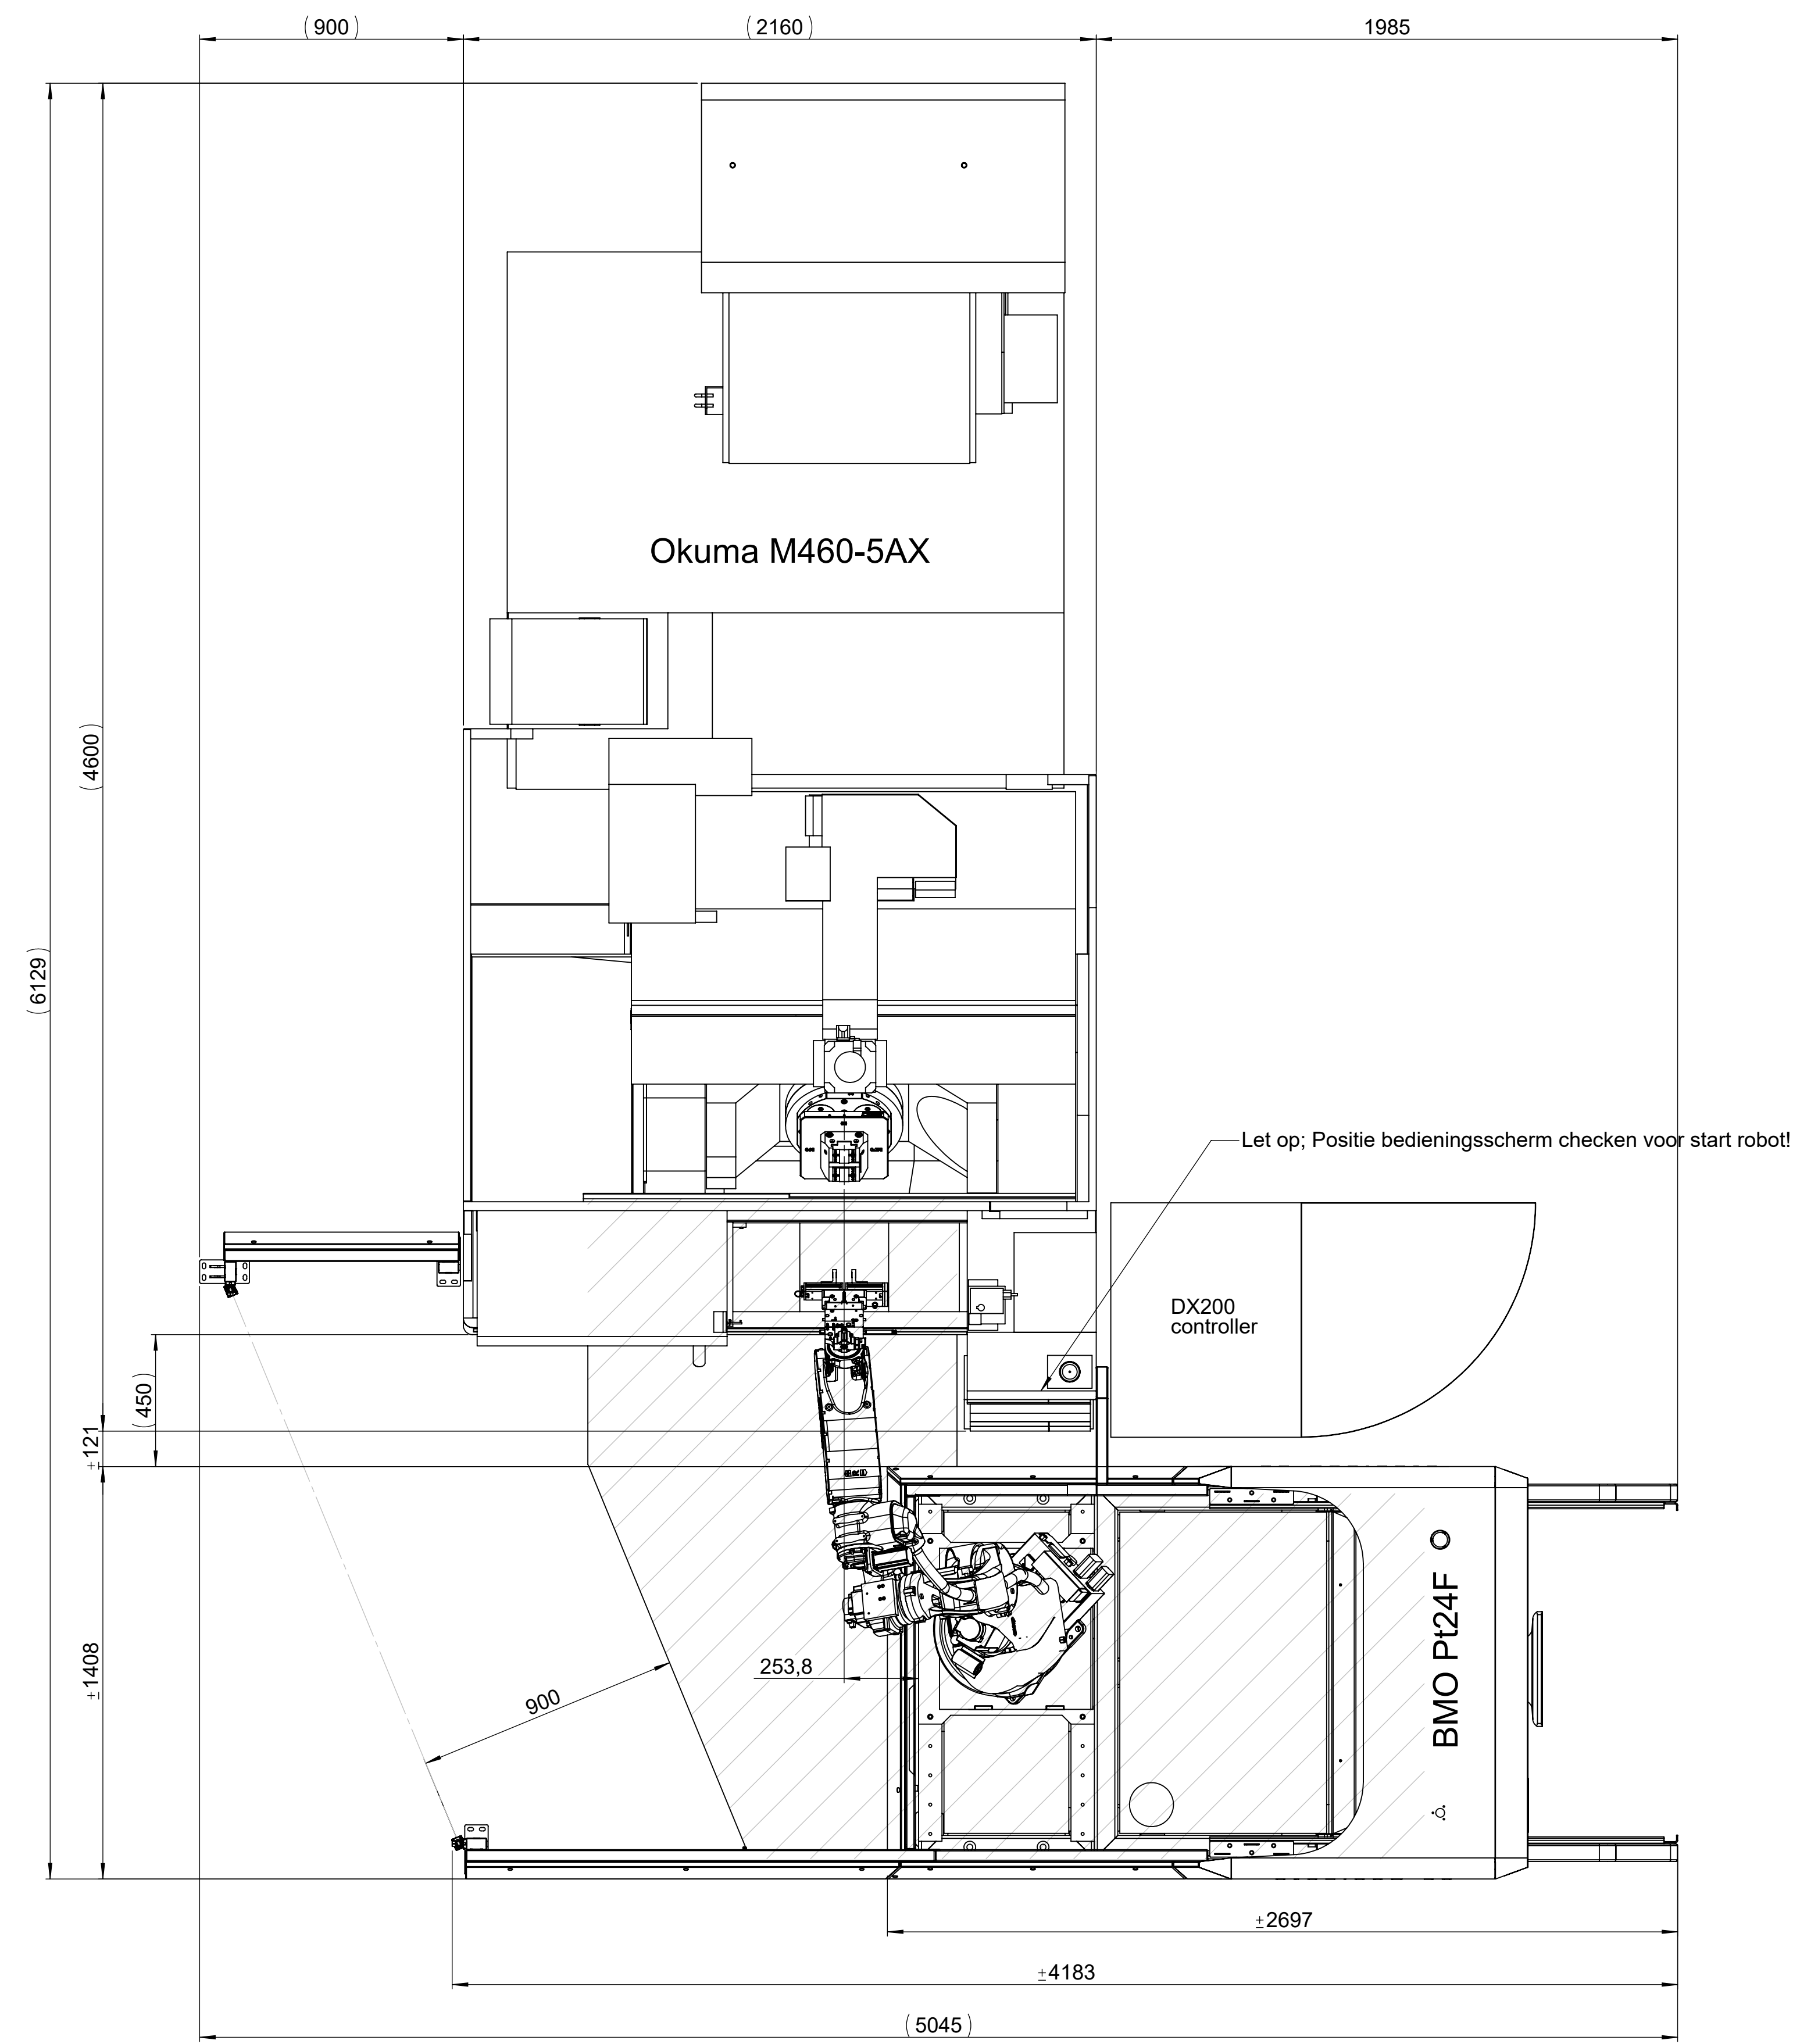 (900)
(2160)
1985
Okuma M460-5AX
(4600)
(6129)
Let op; Positie bedieningsscherm checken voor start robot!
DX200
controller
(450)
±121
BMO Pt24F
±1408
253,8
900
±2697
±4183
(5045)